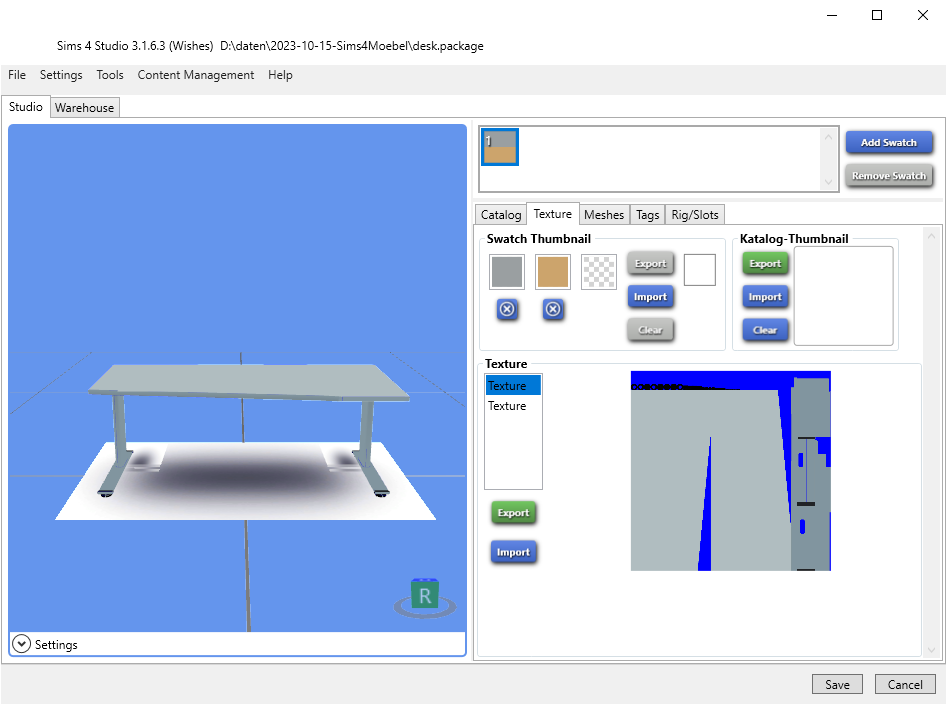 Sims 4 Studio 3.1.6.3 (Wishes)  D:\daten\2023-10-15-Sims4Moebel\desk.package
File Settings Tools Content Management Help
Studio Warehouse
1
Add Swatch
Remove Swatch
Catalog Texture Meshes Tags Rig/Slots
Swatch Thumbnail
Export
Import
Clear
Katalog-Thumbnail
Export
Import
Clear
Texture
Texture
Texture
Export
Import
R
Settings
Save Cancel